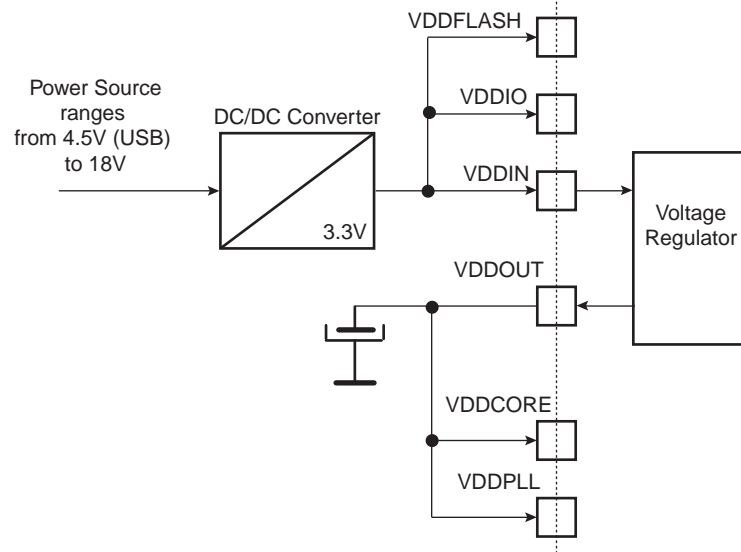 VDDFLASH
Power Source
ranges
from 4.5V (USB)
to 18V
DC/DC Converter
3.3V
VDDIO
VDDIN
Voltage
Regulator
VDDOUT
VDDCORE
VDDPLL